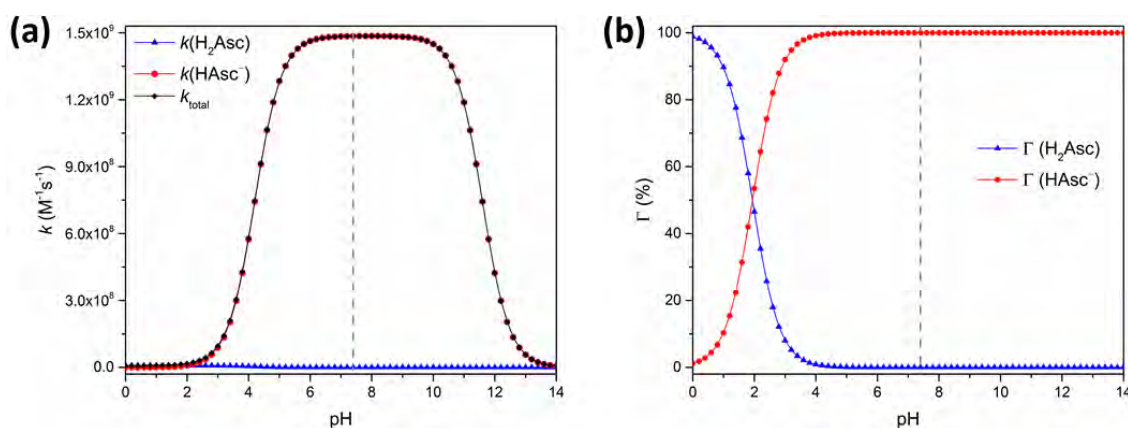 (a)
k (M⁻¹s⁻¹)
1.5x10⁹
1.2x10⁹
9.0x10⁸
6.0x10⁸
3.0x10⁸
0.0
k(H₂Asc)
k(HAsc⁻)
k_total
0 2 4 6 8 10 12 14
pH
(b)
Γ (%)
100
80
60
40
20
0
Γ (H₂Asc)
Γ (HAsc⁻)
0 2 4 6 8 10 12 14
pH